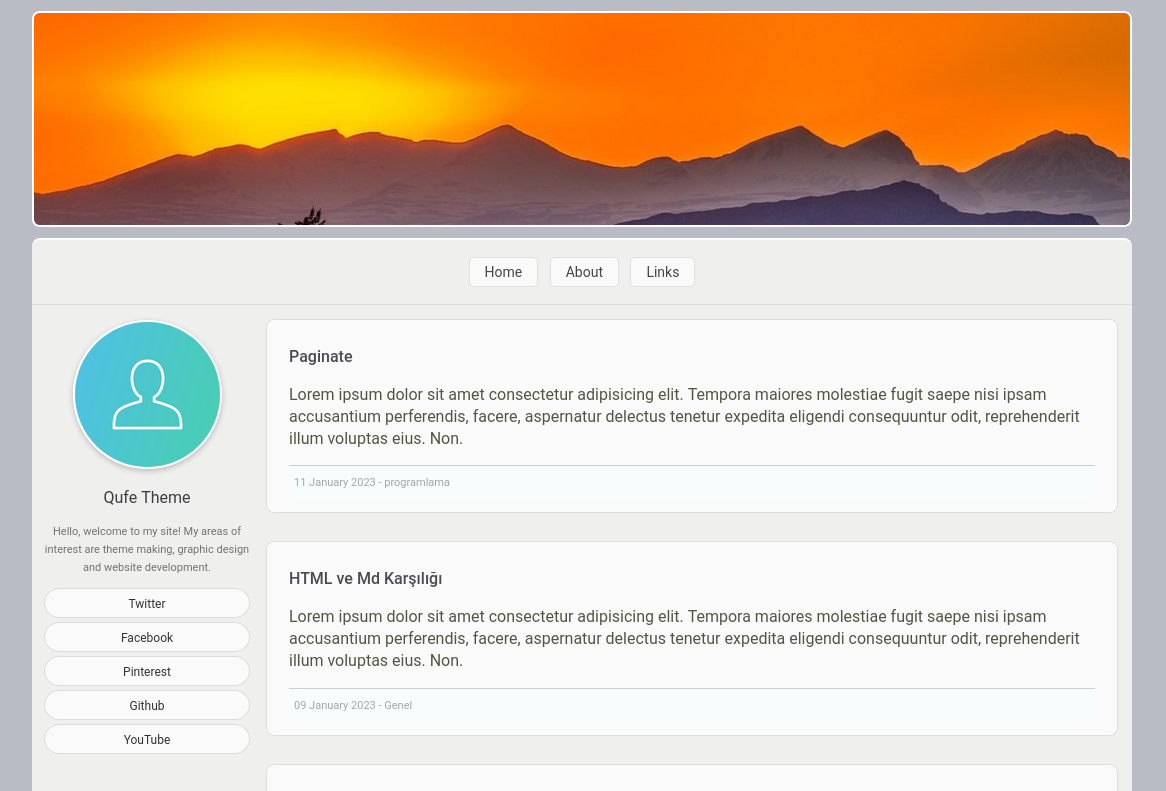 Home
About
Links
Qufe Theme
Hello, welcome to my site! My areas of
interest are theme making, graphic design
and website development.
Twitter
Facebook
Pinterest
Github
YouTube
Paginate
Lorem ipsum dolor sit amet consectetur adipisicing elit. Tempora maiores molestiae fugit saepe nisi ipsam
accusantium perferendis, facere, aspernatur delectus tenetur expedita eligendi consequuntur odit, reprehenderit
illum voluptas eius. Non.
11 January 2023 - programlama
HTML ve Md Karşılığı
Lorem ipsum dolor sit amet consectetur adipisicing elit. Tempora maiores molestiae fugit saepe nisi ipsam
accusantium perferendis, facere, aspernatur delectus tenetur expedita eligendi consequuntur odit, reprehenderit
illum voluptas eius. Non.
09 January 2023 - Genel